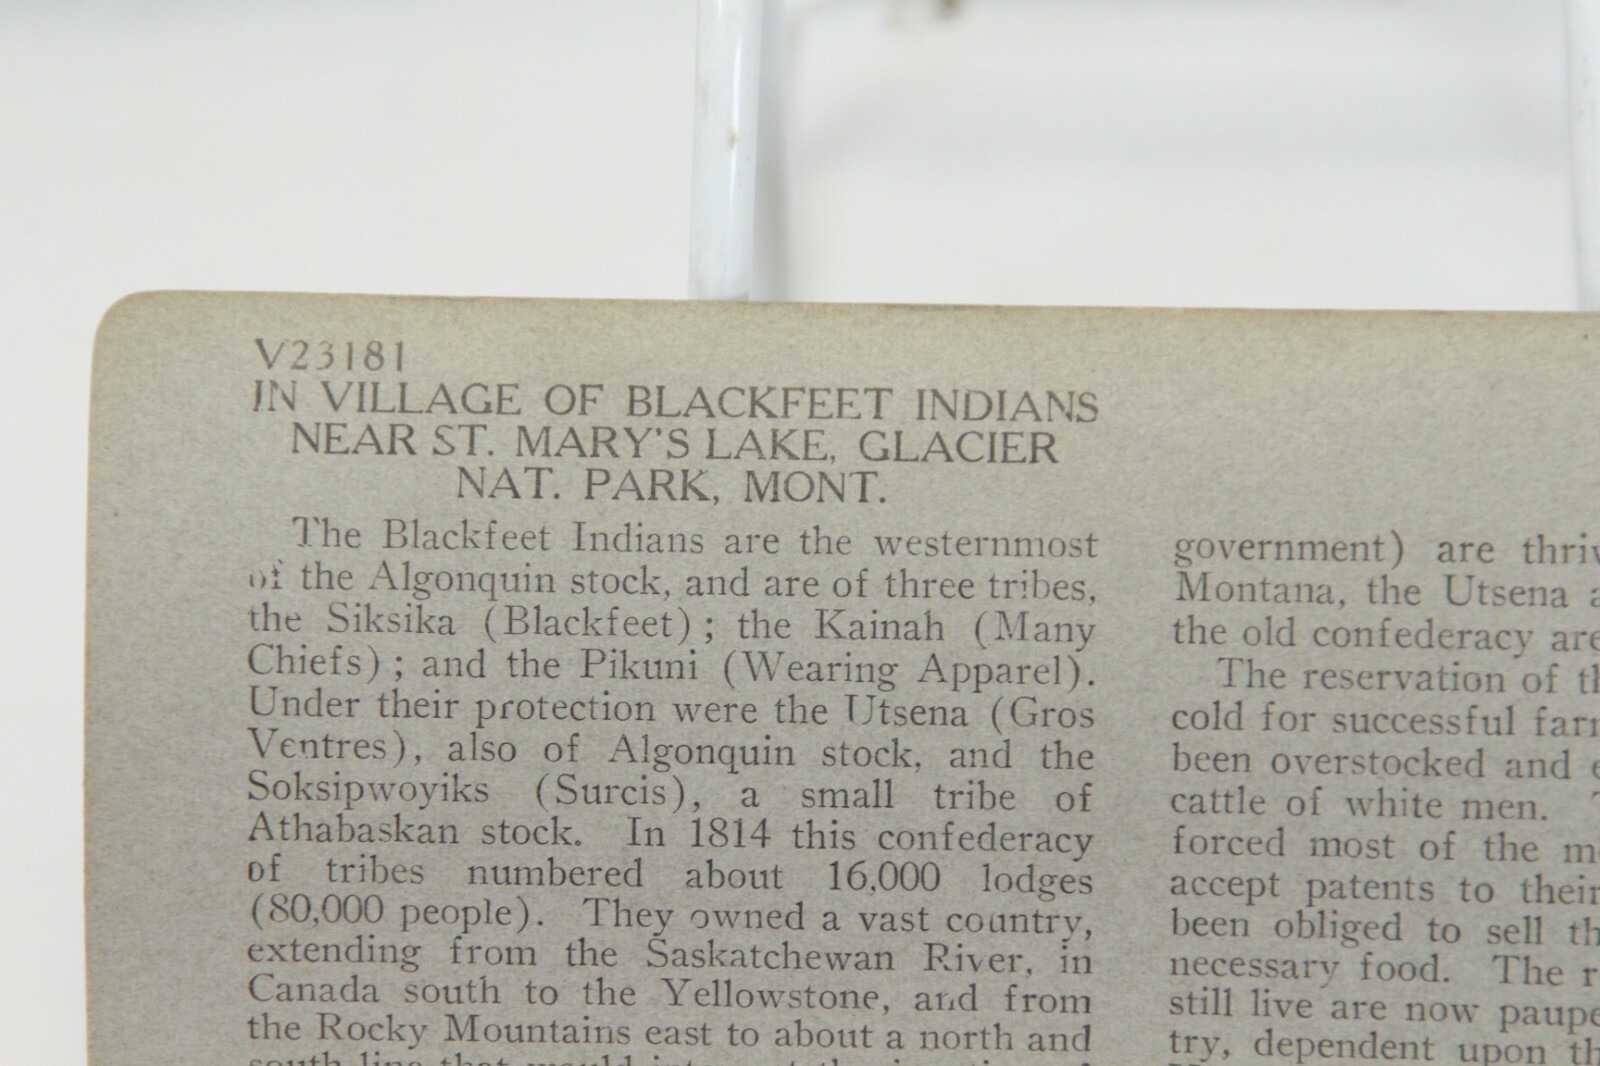 V23181
IN VILLAGE OF BLACKFEET INDIANS
NEAR ST. MARY'S LAKE, GLACIER
NAT. PARK, MONT.
The Blackfeet Indians are the westernmost
of the Algonquin stock, and are of three tribes,
the Siksika (Blackfeet); the Kainah (Many
Chiefs); and the Pikuni (Wearing Apparel).
Under their protection were the Utsena (Gros
Ventres), also of Algonquin stock, and the
Soksipwoyiks (Surcis), a small tribe of
Athabaskan stock. In 1814 this confederacy
of tribes numbered about 16,000 lodges
(80,000 people). They owned a vast country,
extending from the Saskatchewan River, in
Canada south to the Yellowstone, and from
the Rocky Mountains east to about a north and
south line that would
government) are
Montana, the Utsena
the old confederacy are
The reservation of
cold for successful
been overstocked and
cattle of white men.
forced most of the
accept patents to their
been obliged to sell
necessary food. The
still live are now
try, dependent upon